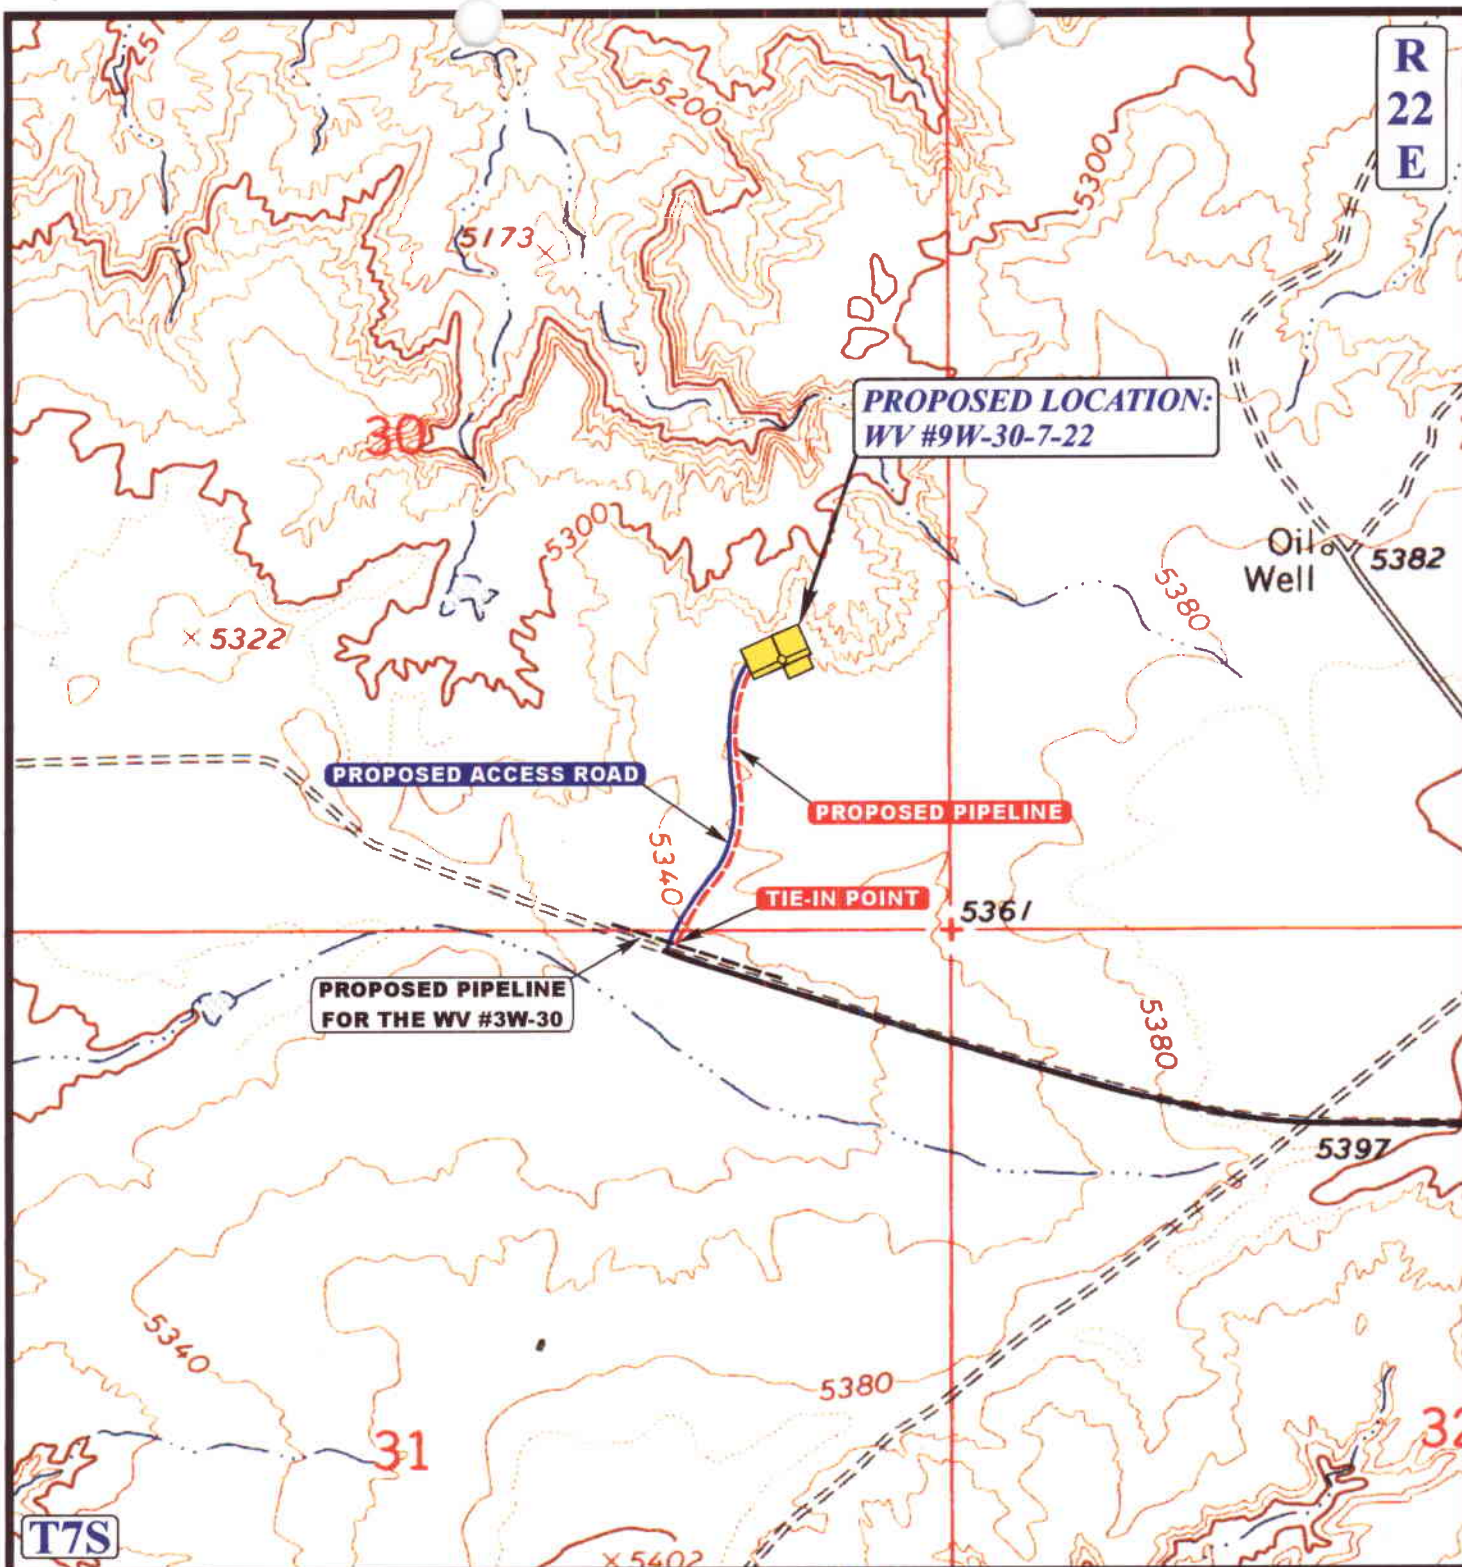 R
22
E
5200
5300
5173
PROPOSED LOCATION:
WV #9W-30-7-22
30
5300
Oil
Well
5382
5380
5322
PROPOSED ACCESS ROAD
PROPOSED PIPELINE
5340
TIE-IN POINT
5361
PROPOSED PIPELINE
FOR THE WV #3W-30
5380
5397
5340
5380
31
32
T7S
5402